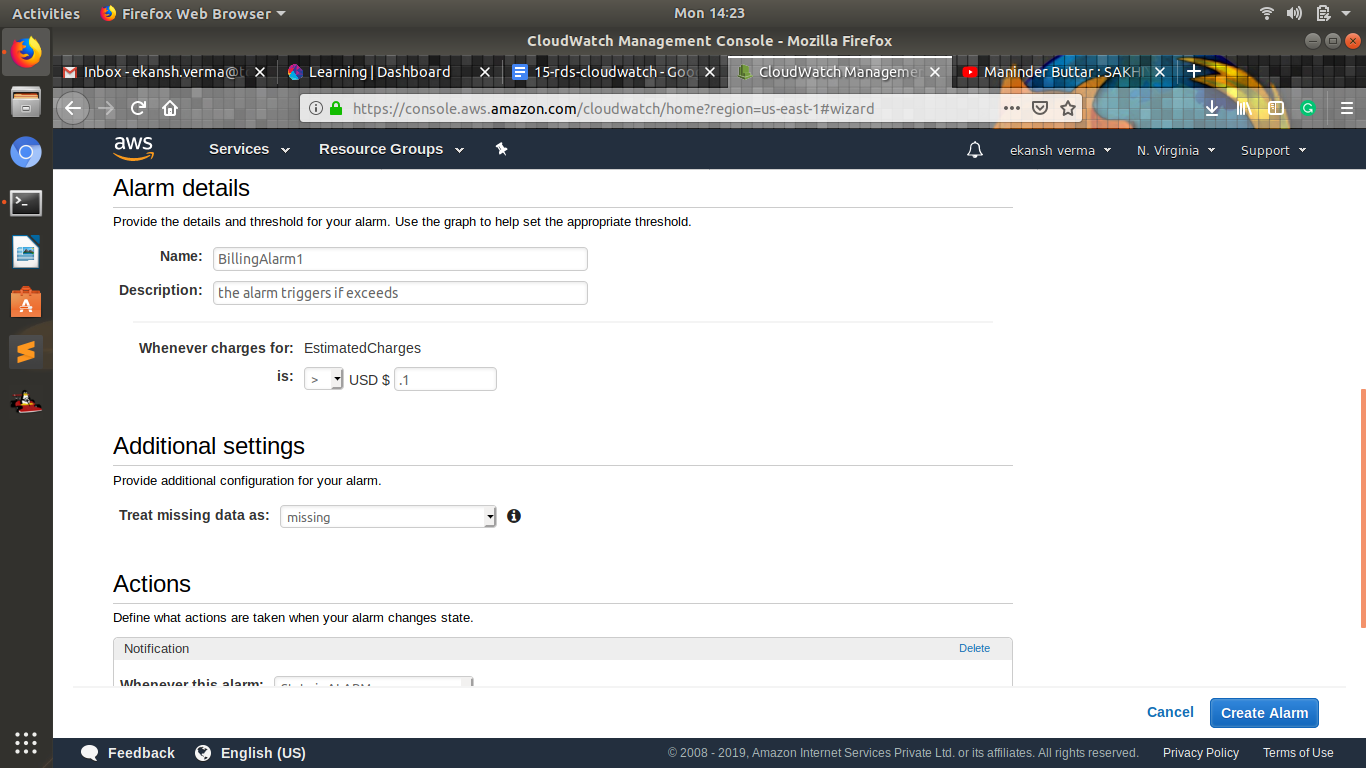 Activities Firefox Web Browser Mon 14:23
CloudWatch Management Console - Mozilla Firefox
Inbox - ekansh.verma@t Learning | Dashboard 15-rds-cloudwatch - Goo CloudWatch Manageme Maninder Buttar : SAKH
https://console.aws.amazon.com/cloudwatch/home?region=us-east-1#wizard
aws Services Resource Groups ekansh verma N. Virginia Support
Alarm details
Provide the details and threshold for your alarm. Use the graph to help set the appropriate threshold.
Name: BillingAlarm1
Description: the alarm triggers if exceeds
Whenever charges for: EstimatedCharges
is: > USD $ .1
Additional settings
Provide additional configuration for your alarm.
Treat missing data as: missing
Actions
Define what actions are taken when your alarm changes state.
Notification Delete
Whenever this alarm: State is ALARM
Cancel Create Alarm
Feedback English (US) © 2008 - 2019, Amazon Internet Services Private Ltd. or its affiliates. All rights reserved. Privacy Policy Terms of Use